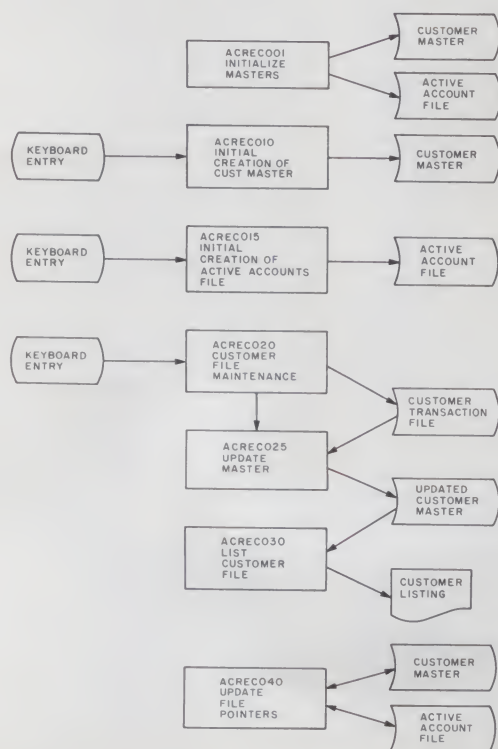 ACREC001
INITIALIZE
MASTERS
CUSTOMER
MASTER
ACTIVE
ACCOUNT
FILE
KEYBOARD
ENTRY
ACREC010
INITIAL
CREATION OF
CUST MASTER
CUSTOMER
MASTER
KEYBOARD
ENTRY
ACREC015
INITIAL
CREATION OF
ACTIVE ACCOUNTS
FILE
ACTIVE
ACCOUNT
FILE
KEYBOARD
ENTRY
ACREC020
CUSTOMER
FILE
MAINTENANCE
CUSTOMER
TRANSACTION
FILE
ACREC025
UPDATE
MASTER
UPDATED
CUSTOMER
MASTER
ACREC030
LIST
CUSTOMER
FILE
CUSTOMER
LISTING
ACREC040
UPDATE
FILE
POINTERS
CUSTOMER
MASTER
ACTIVE
ACCOUNT
FILE